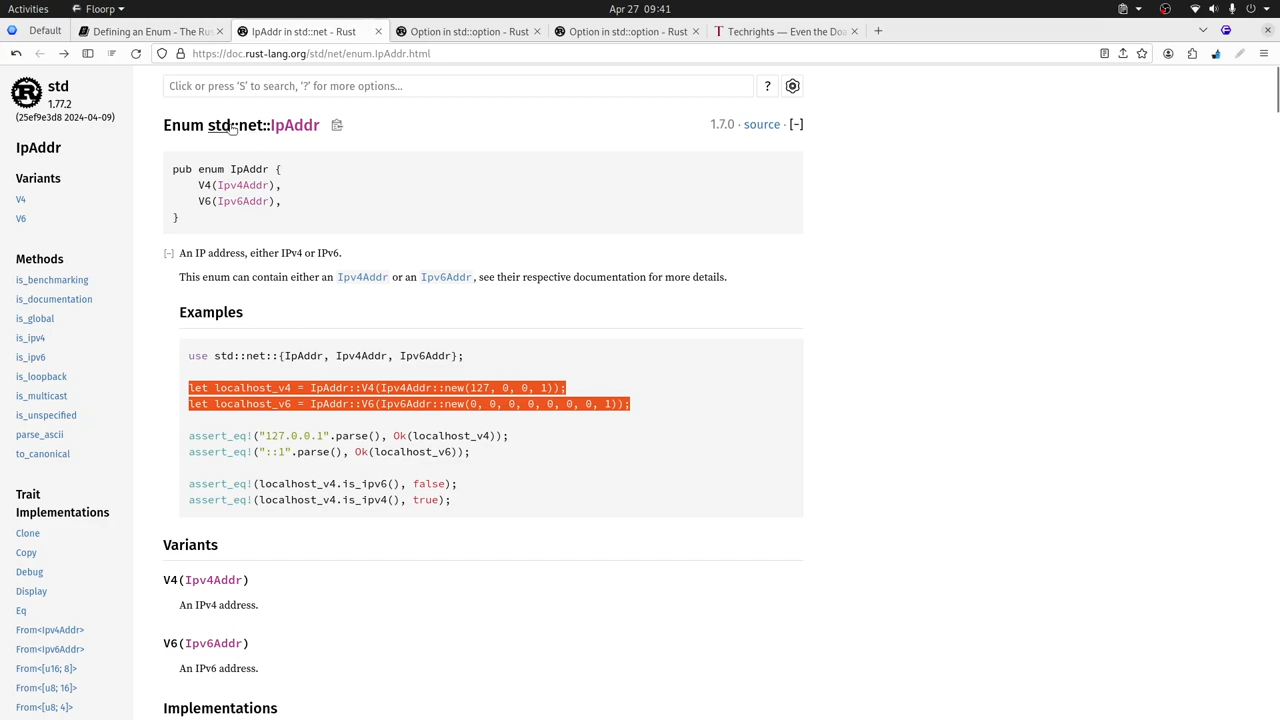 Activities
Floorp
Apr 27 09:41
Default
Defining an Enum - The Rus
IpAddr in std::net - Rust
Option in std::option - Rust
Option in std::option - Rust
Techrights — Even the Doa
https://doc.rust-lang.org/std/net/enum.IpAddr.html
std
1.77.2
(25ef9e3d8 2024-04-09)
IpAddr
Variants
V4
V6
Methods
is_benchmarking
is_documentation
is_global
is_ipv4
is_ipv6
is_loopback
is_multicast
is_unspecified
parse_ascii
to_canonical
Trait
Implementations
Clone
Copy
Debug
Display
Eq
From<Ipv4Addr>
From<Ipv6Addr>
From<[u16; 8]>
From<[u8; 16]>
From<[u8; 4]>
Click or press ‘S’ to search, ‘?’ for more options…
?
Enum std::net::IpAddr
1.7.0 · source · [-]
pub enum IpAddr {
    V4(Ipv4Addr),
    V6(Ipv6Addr),
}
[-] An IP address, either IPv4 or IPv6.
This enum can contain either an Ipv4Addr or an Ipv6Addr, see their respective documentation for more details.
Examples
use std::net::{IpAddr, Ipv4Addr, Ipv6Addr};
let localhost_v4 = IpAddr::V4(Ipv4Addr::new(127, 0, 0, 1));
let localhost_v6 = IpAddr::V6(Ipv6Addr::new(0, 0, 0, 0, 0, 0, 0, 1));
assert_eq!("127.0.0.1".parse(), Ok(localhost_v4));
assert_eq!("::1".parse(), Ok(localhost_v6));
assert_eq!(localhost_v4.is_ipv6(), false);
assert_eq!(localhost_v4.is_ipv4(), true);
Variants
V4(Ipv4Addr)
An IPv4 address.
V6(Ipv6Addr)
An IPv6 address.
Implementations